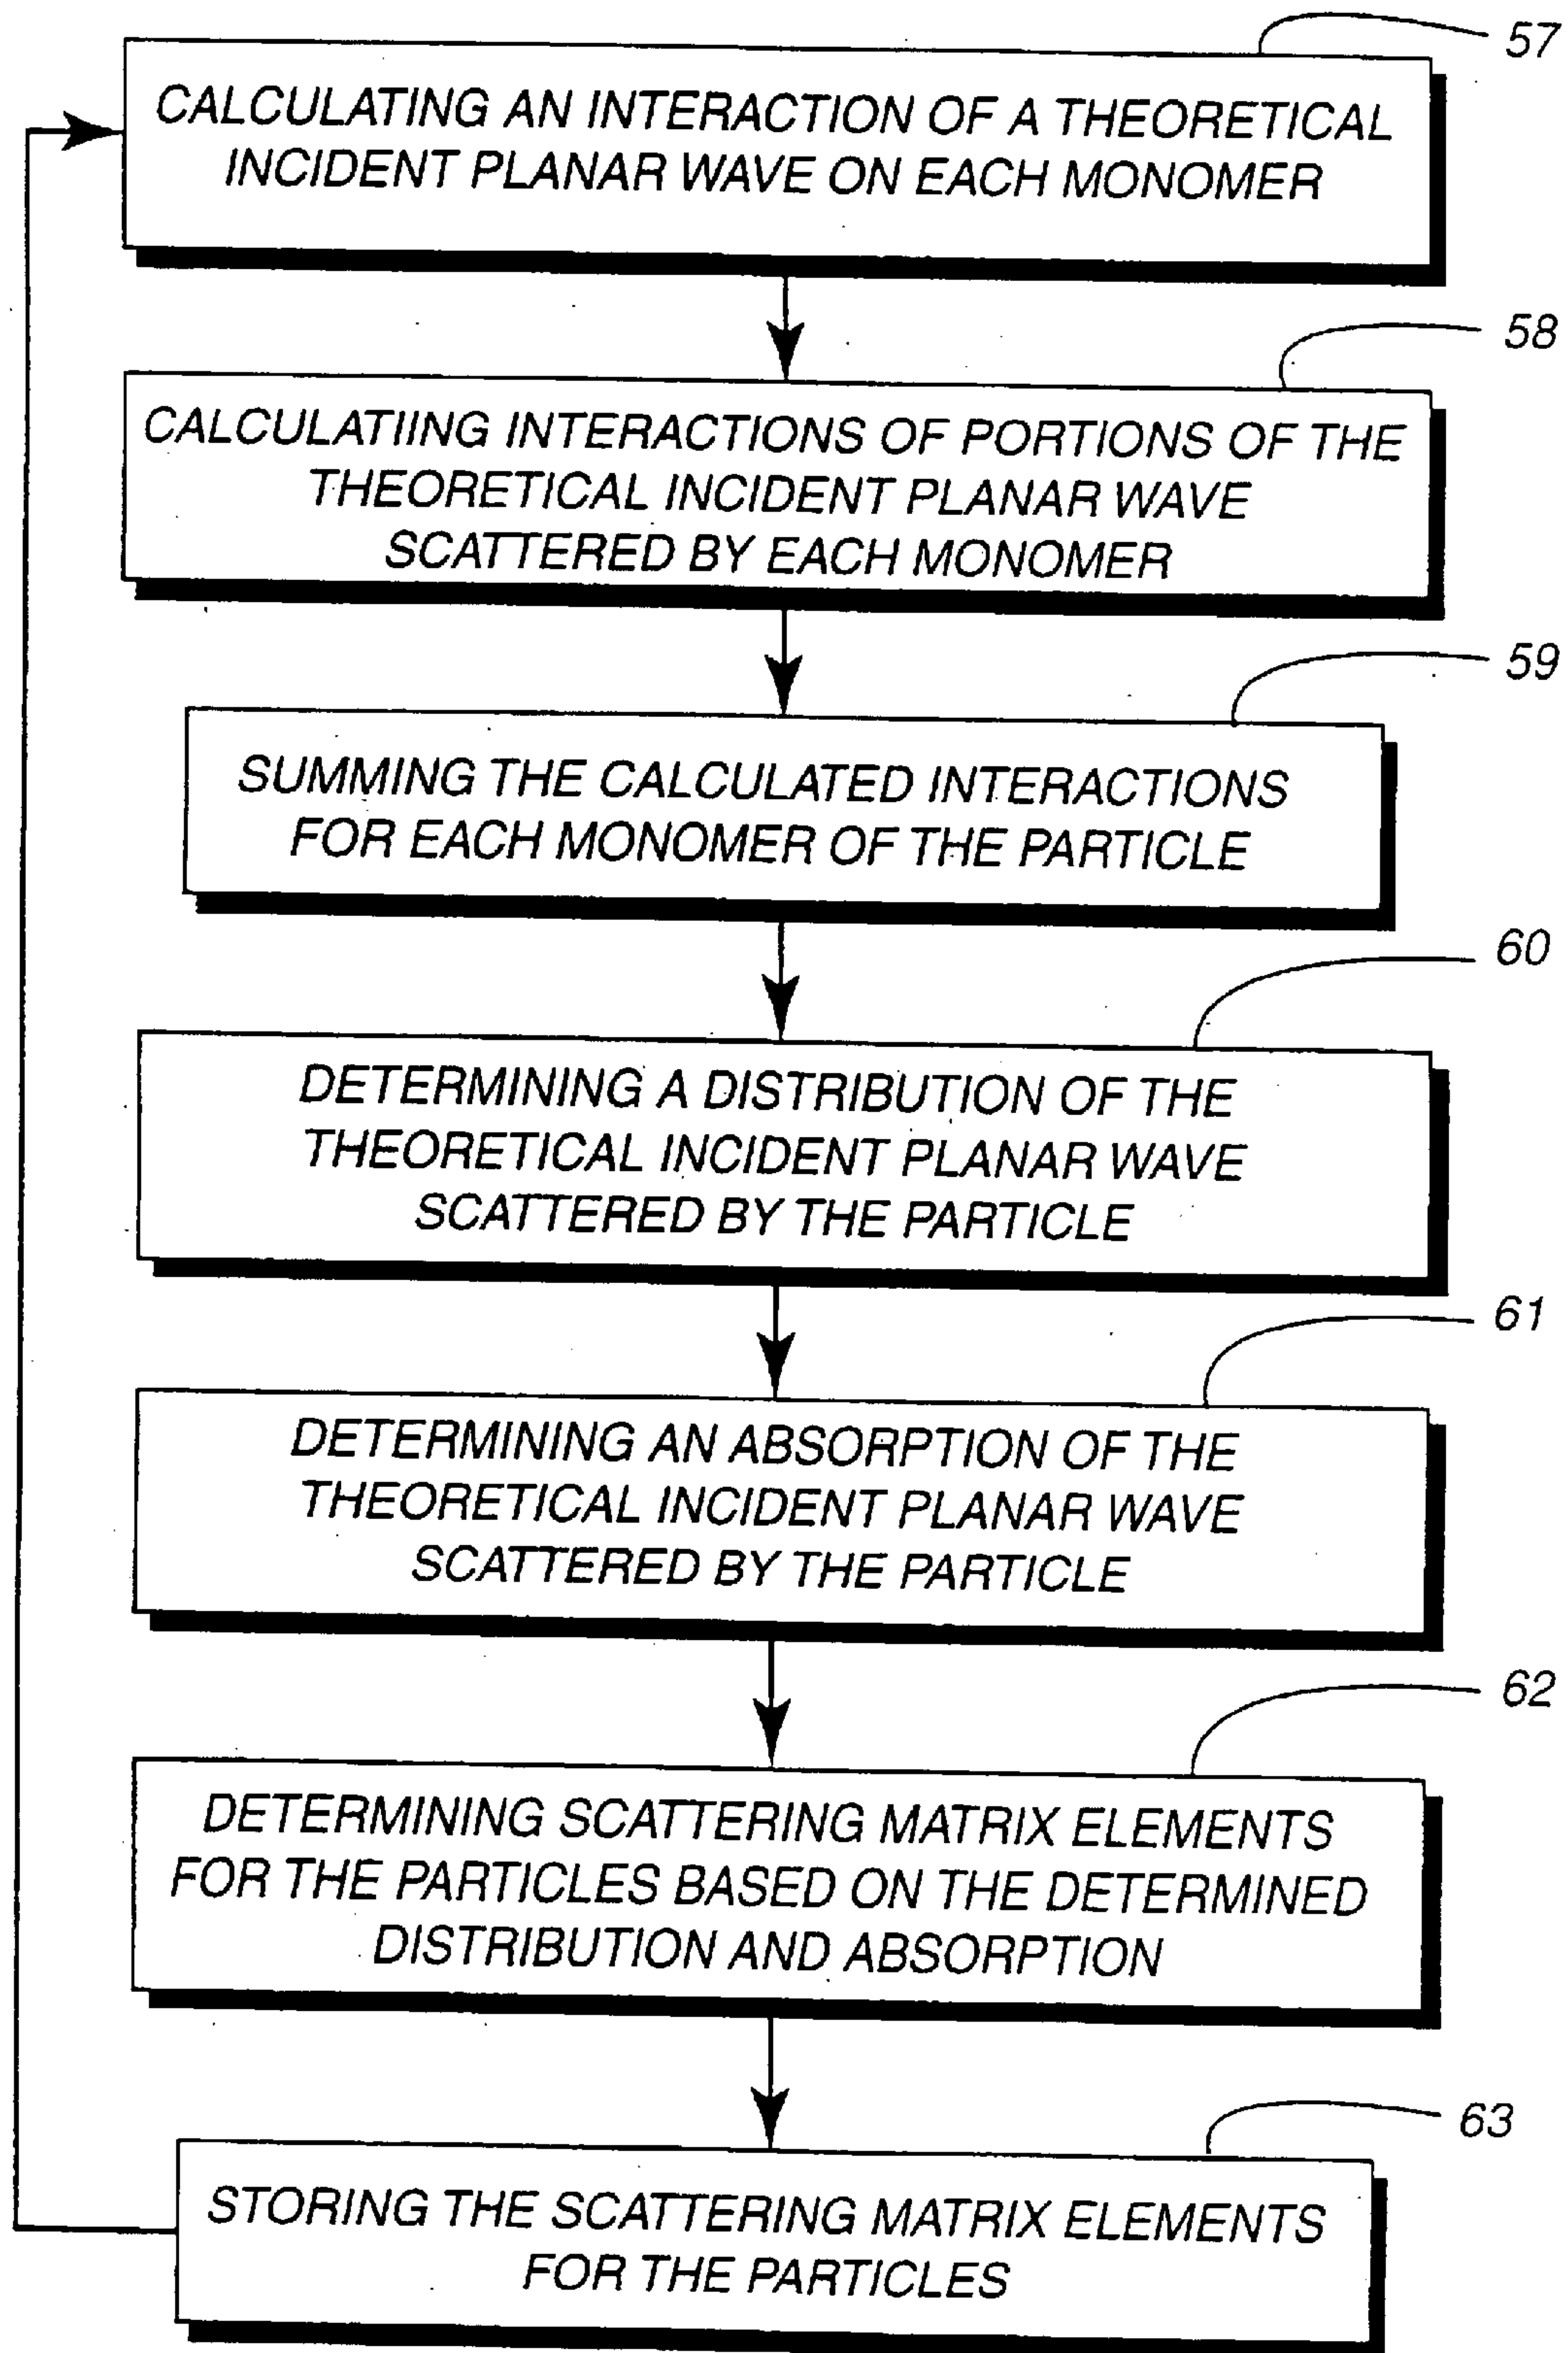 57
CALCULATING AN INTERACTION OF A THEORETICAL
INCIDENT PLANAR WAVE ON EACH MONOMER
58
CALCULATIING INTERACTIONS OF PORTIONS OF THE
THEORETICAL INCIDENT PLANAR WAVE
SCATTERED BY EACH MONOMER
59
SUMMING THE CALCULATED INTERACTIONS
FOR EACH MONOMER OF THE PARTICLE
60
DETERMINING A DISTRIBUTION OF THE
THEORETICAL INCIDENT PLANAR WAVE
SCATTERED BY THE PARTICLE
61
DETERMINING AN ABSORPTION OF THE
THEORETICAL INCIDENT PLANAR WAVE
SCATTERED BY THE PARTICLE
62
DETERMINING SCATTERING MATRIX ELEMENTS
FOR THE PARTICLES BASED ON THE DETERMINED
DISTRIBUTION AND ABSORPTION
63
STORING THE SCATTERING MATRIX ELEMENTS
FOR THE PARTICLES